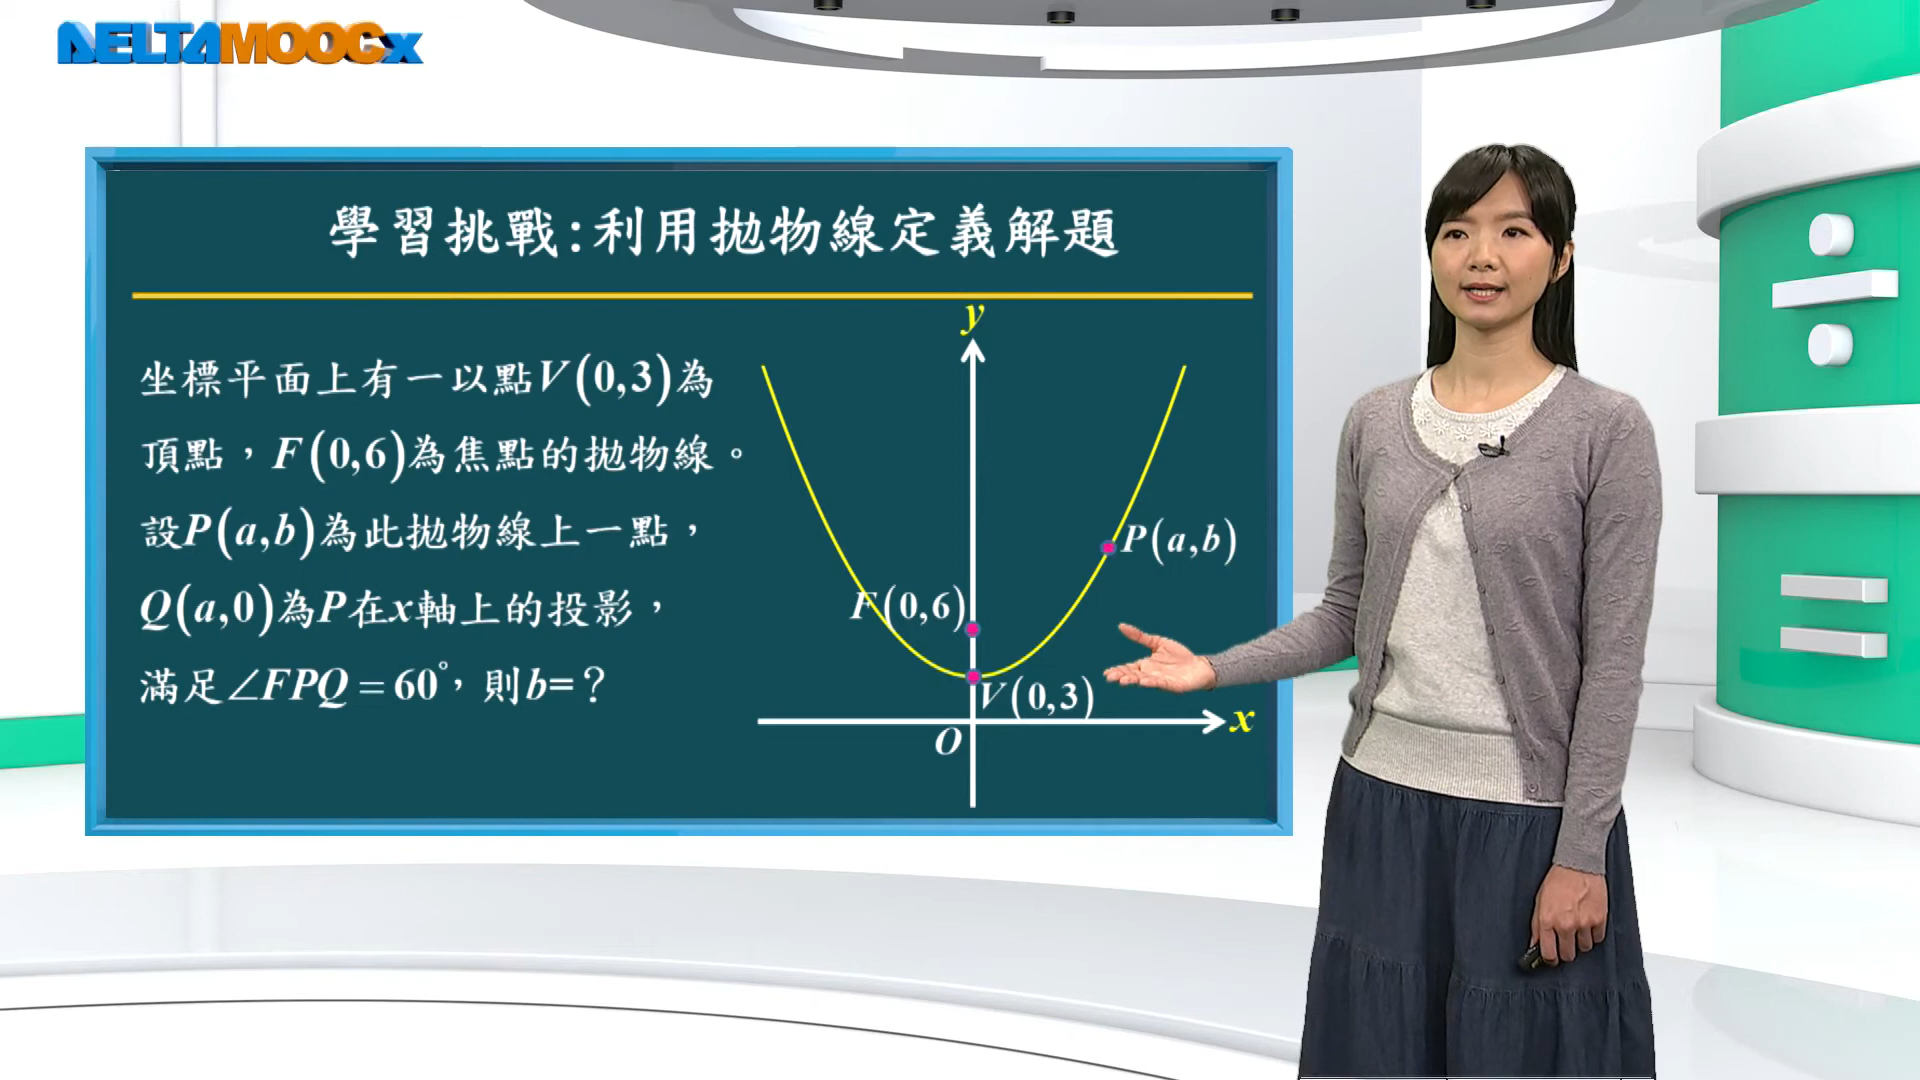 DELTAMOOCx
學習挑戰:利用拋物線定義解題
坐標平面上有一以點V(0,3)為
頂點，F(0,6)為焦點的拋物線。
設P(a,b)為此拋物線上一點，
Q(a,0)為P在x軸上的投影，
滿足∠FPQ=60°，則b=？
y
P(a,b)
F(0,6)
V(0,3)
x
O